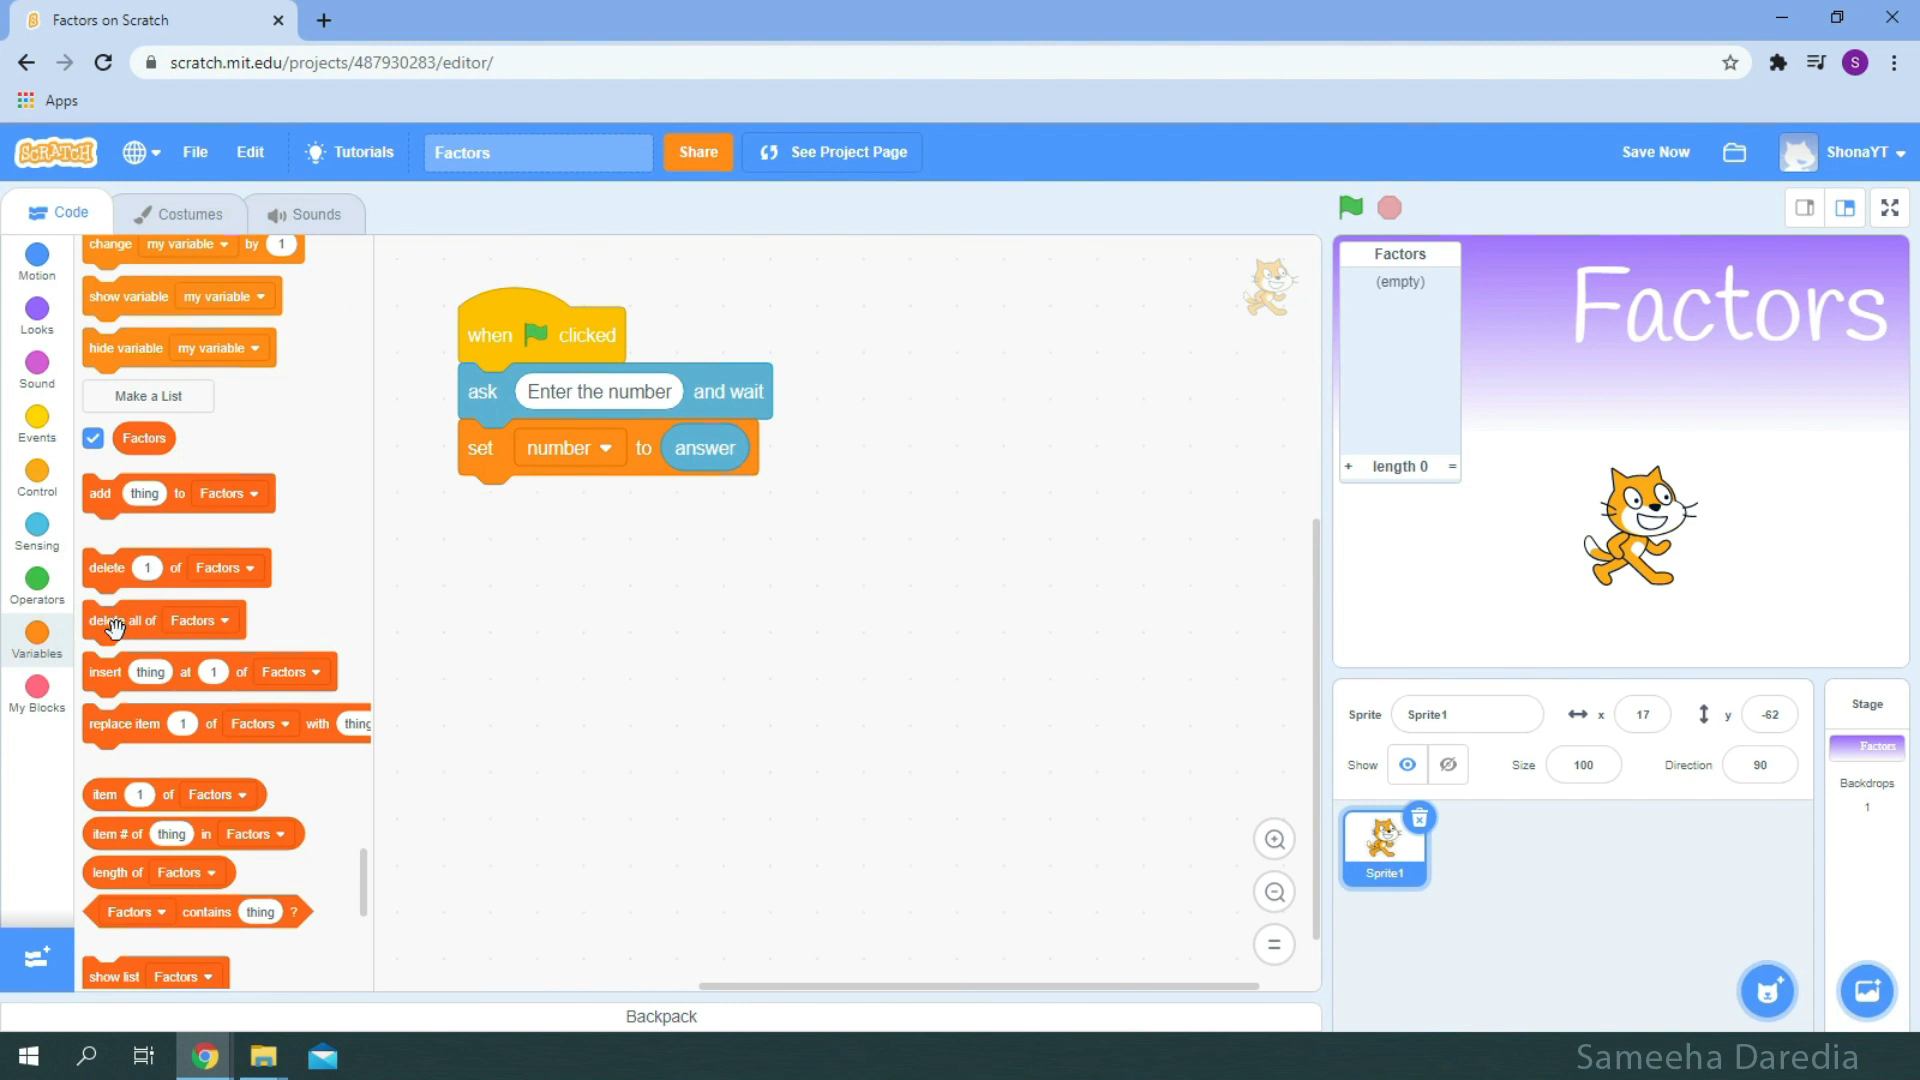 Factors on Scratch
scratch.mit.edu/projects/487930283/editor/
S
Apps
SCRATCH
File
Edit
Tutorials
Factors
Share
See Project Page
Save Now
ShonaYT
Code
Costumes
Sounds
Motion
Looks
Sound
Events
Control
Sensing
Operators
Variables
My Blocks
change my variable by 1
show variable my variable
hide variable my variable
Make a List
Factors
add thing to Factors
delete 1 of Factors
delete all of Factors
insert thing at 1 of Factors
replace item 1 of Factors with thing
item 1 of Factors
item # of thing in Factors
length of Factors
Factors contains thing ?
show list Factors
when clicked
ask Enter the number and wait
set number to answer
Factors
(empty)
+ length 0 =
Factors
Sprite Sprite1 x 17 y -62
Show Size 100 Direction 90
Sprite1
Stage
Factors
Backdrops
1
Backpack
Sameeha Daredia